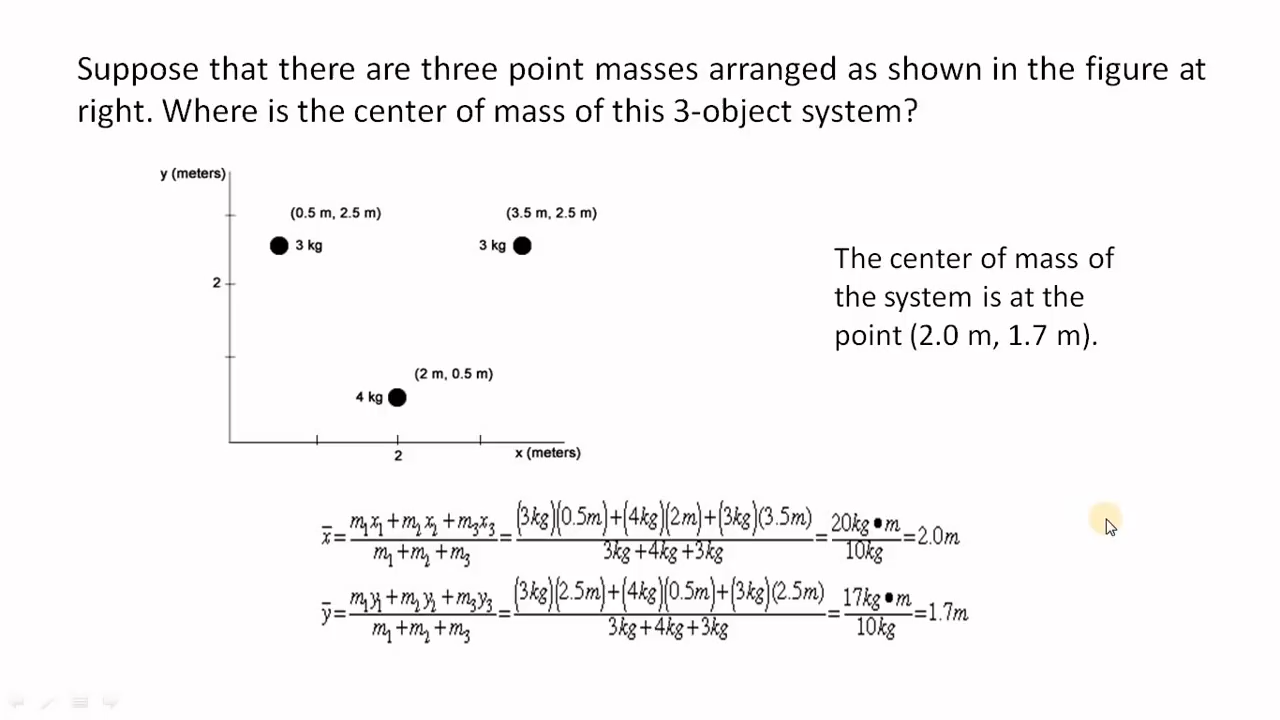 Suppose that there are three point masses arranged as shown in the figure at
right. Where is the center of mass of this 3-object system?
y (meters)
(0.5 m, 2.5 m)
(3.5 m, 2.5 m)
3 kg
3 kg
2
(2 m, 0.5 m)
4 kg
2
x (meters)
The center of mass of
the system is at the
point (2.0 m, 1.7 m).
x̅=(m₁x₁+m₂x₂+m₃x₃)/(m₁+m₂+m₃)=((3kg)(0.5m)+(4kg)(2m)+(3kg)(3.5m))/(3kg+4kg+3kg)=(20kg•m)/(10kg)=2.0m
y̅=(m₁y₁+m₂y₂+m₃y₃)/(m₁+m₂+m₃)=((3kg)(2.5m)+(4kg)(0.5m)+(3kg)(2.5m))/(3kg+4kg+3kg)=(17kg•m)/(10kg)=1.7m